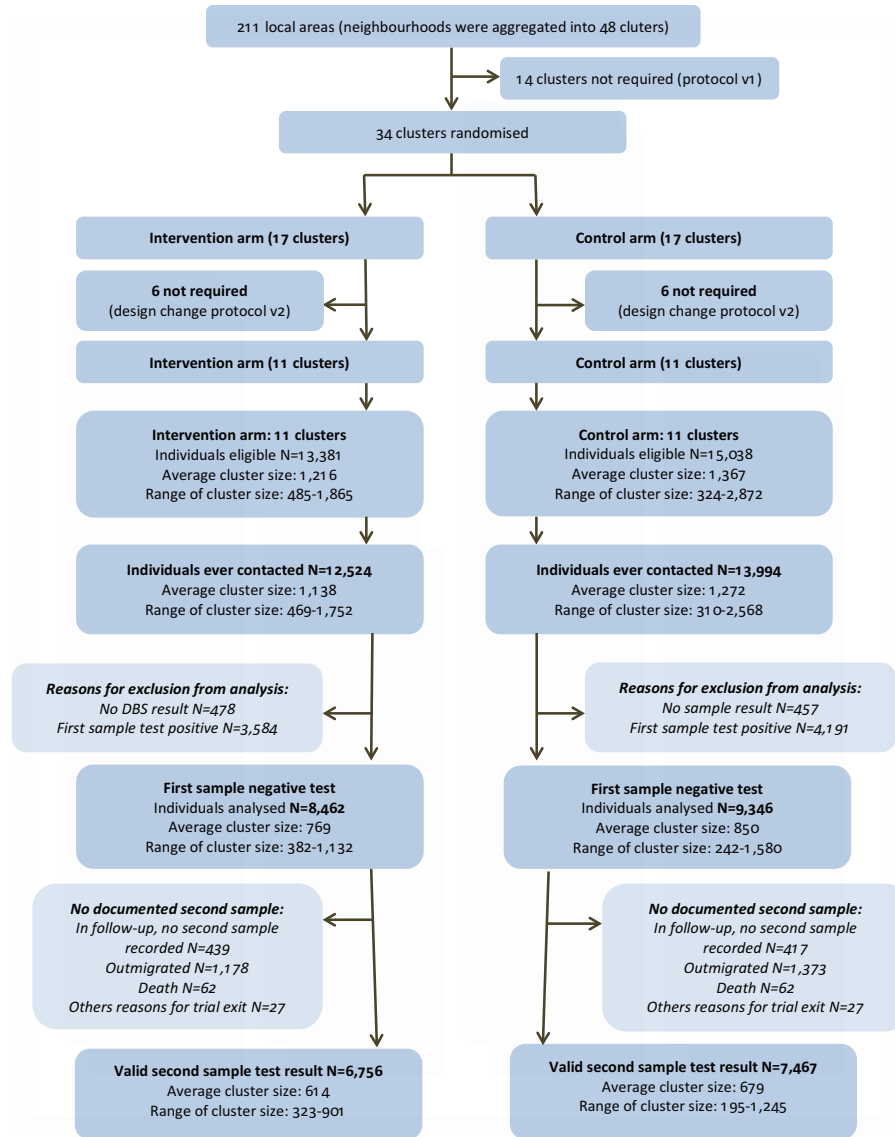 211 local areas (neighbourhoods were aggregated into 48 cluters)
14 clusters not required (protocol v1)
34 clusters randomised
Intervention arm (17 clusters)
Control arm (17 clusters)
6 not required
(design change protocol v2)
6 not required
(design change protocol v2)
Intervention arm (11 clusters)
Control arm (11 clusters)
Intervention arm: 11 clusters
Individuals eligible N=13,381
Average cluster size: 1,216
Range of cluster size: 485-1,865
Control arm: 11 clusters
Individuals eligible N=15,038
Average cluster size: 1,367
Range of cluster size: 324-2,872
Individuals ever contacted N=12,524
Average cluster size: 1,138
Range of cluster size: 469-1,752
Individuals ever contacted N=13,994
Average cluster size: 1,272
Range of cluster size: 310-2,568
Reasons for exclusion from analysis:
No DBS result N=478
First sample test positive N=3,584
Reasons for exclusion from analysis:
No sample result N=457
First sample test positive N=4,191
First sample negative test
Individuals analysed N=8,462
Average cluster size: 769
Range of cluster size: 382-1,132
First sample negative test
Individuals analysed N=9,346
Average cluster size: 850
Range of cluster size: 242-1,580
No documented second sample:
In follow-up, no second sample
recorded N=439
Outmigrated N=1,178
Death N=62
Others reasons for trial exit N=27
No documented second sample:
In follow-up, no second sample
recorded N=417
Outmigrated N=1,373
Death N=62
Others reasons for trial exit N=27
Valid second sample test result N=6,756
Average cluster size: 614
Range of cluster size: 323-901
Valid second sample test result N=7,467
Average cluster size: 679
Range of cluster size: 195-1,245